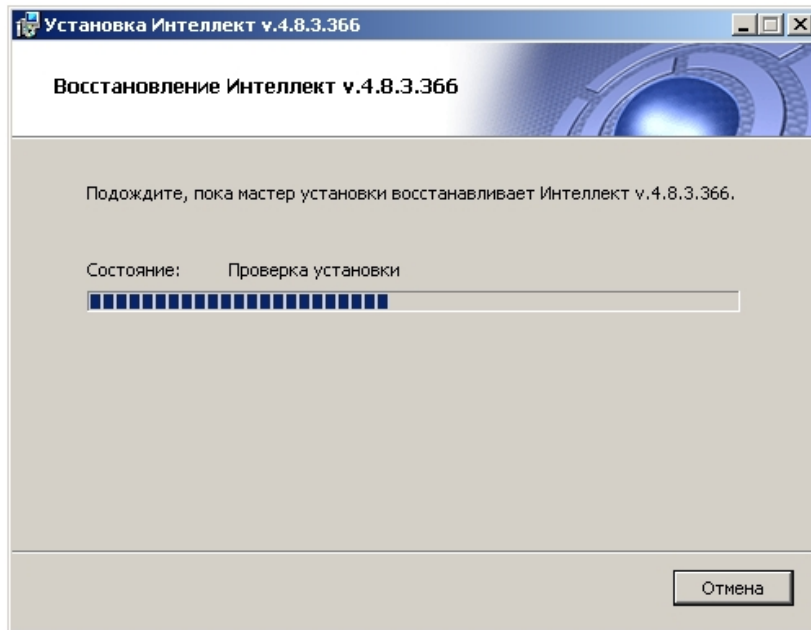 Установка Интеллект v.4.8.3.366
Восстановление Интеллект v.4.8.3.366
Подождите, пока мастер установки восстанавливает Интеллект v.4.8.3.366.
Состояние: Проверка установки
Отмена